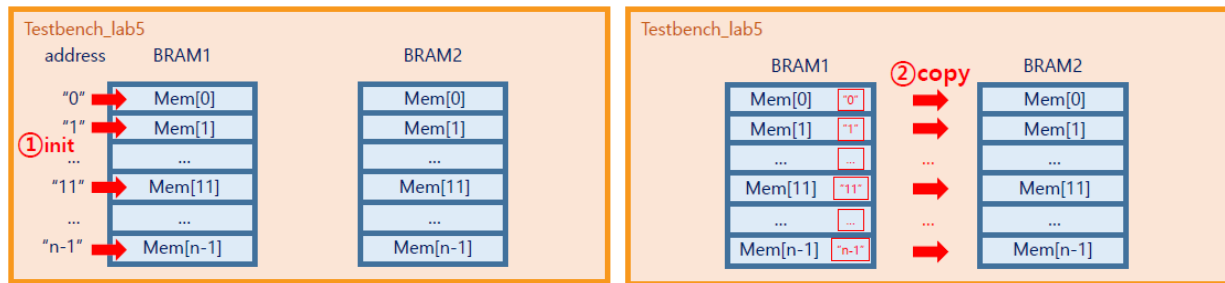 Testbench_lab5
address BRAM1 BRAM2
"0" Mem[0] Mem[0]
"1" Mem[1] Mem[1]
①init
... ... ...
"11" Mem[11] Mem[11]
... ... ...
"n-1" Mem[n-1] Mem[n-1]
Testbench_lab5
BRAM1 ②copy BRAM2
Mem[0] "0" Mem[0]
Mem[1] "1" Mem[1]
... ... ... ...
Mem[11] "11" Mem[11]
... ... ... ...
Mem[n-1] "n-1" Mem[n-1]